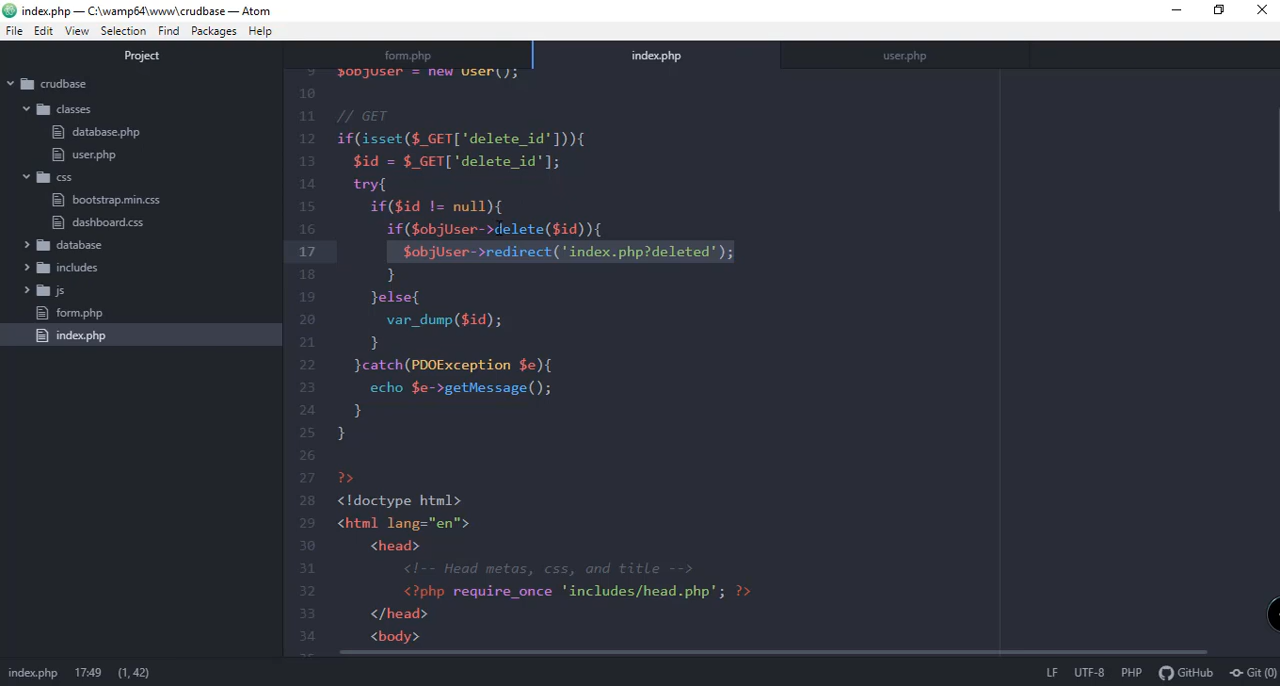 index.php — C:\wamp64\www\crudbase — Atom
File Edit View Selection Find Packages Help
Project
form.php
index.php
user.php
crudbase
classes
database.php
user.php
css
bootstrap.min.css
dashboard.css
database
includes
js
form.php
index.php
9 $objUser = new User();
10
11 // GET
12 if(isset($_GET['delete_id'])){
13 $id = $_GET['delete_id'];
14 try{
15 if($id != null){
16 if($objUser->delete($id)){
17 $objUser->redirect('index.php?deleted');
18 }
19 }else{
20 var_dump($id);
21 }
22 }catch(PDOException $e){
23 echo $e->getMessage();
24 }
25 }
26
27 ?>
28 <!doctype html>
29 <html lang="en">
30 <head>
31 <!-- Head metas, css, and title -->
32 <?php require_once 'includes/head.php'; ?>
33 </head>
34 <body>
index.php 17:49 (1, 42) LF UTF-8 PHP GitHub Git (0)